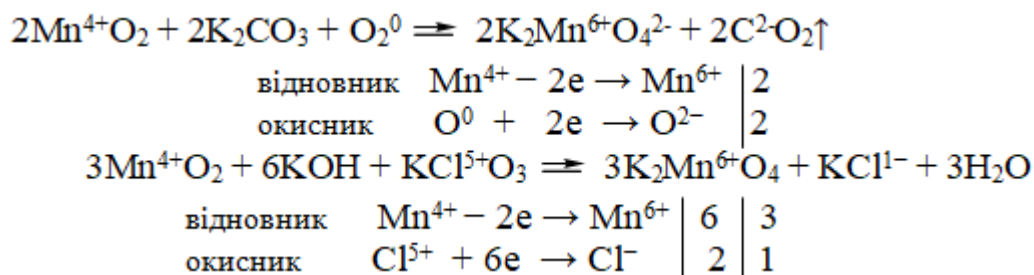 2Mn⁴⁺O₂ + 2K₂CO₃ + O₂⁰ = 2K₂Mn⁶⁺O₄²⁻ + 2C²⁻O₂↑
відновник Mn⁴⁺ – 2e → Mn⁶⁺ | 2
окисник O⁰ + 2e → O²⁻ | 2
3Mn⁴⁺O₂ + 6KOH + KCl⁵⁺O₃ = 3K₂Mn⁶⁺O₄ + KCl¹⁻ + 3H₂O
відновник Mn⁴⁺ – 2e → Mn⁶⁺ | 6 | 3
окисник Cl⁵⁺ + 6e → Cl⁻ | 2 | 1